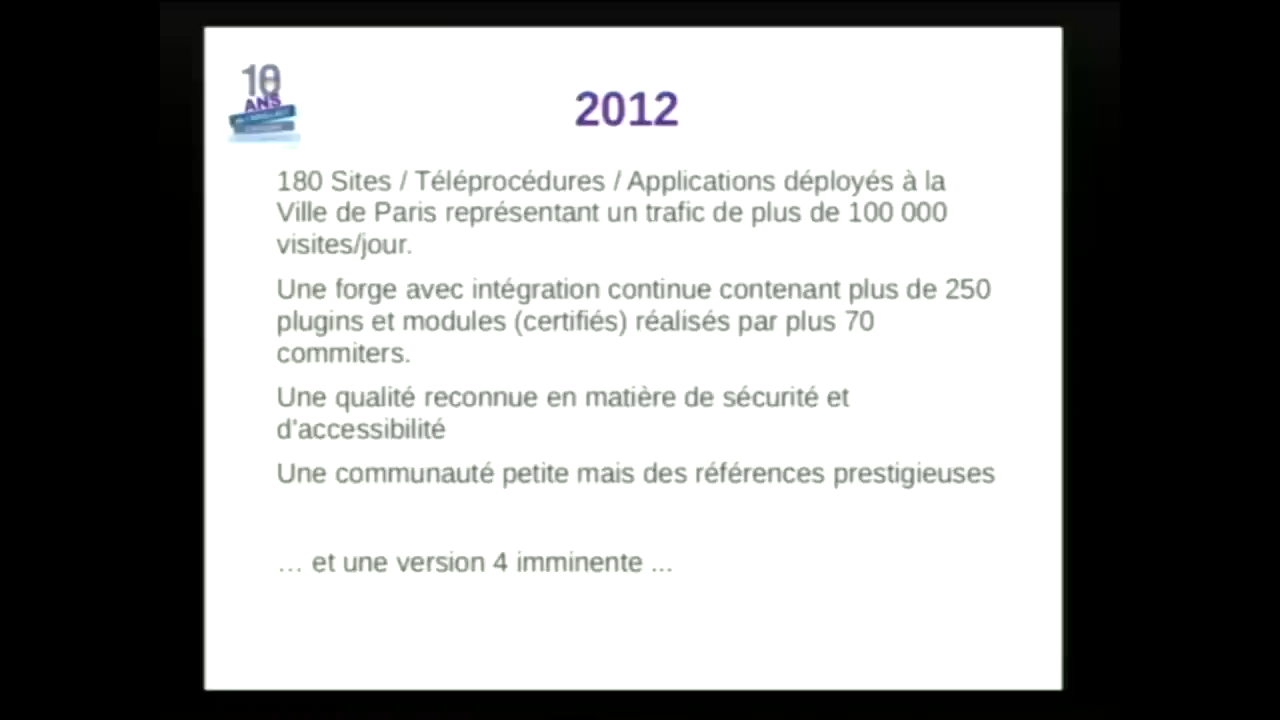 10
ANS
2012
180 Sites / Téléprocédures / Applications déployés à la
Ville de Paris représentant un trafic de plus de 100 000
visites/jour.
Une forge avec intégration continue contenant plus de 250
plugins et modules (certifiés) réalisés par plus 70
commiters.
Une qualité reconnue en matière de sécurité et
d'accessibilité
Une communauté petite mais des références prestigieuses
… et une version 4 imminente ...